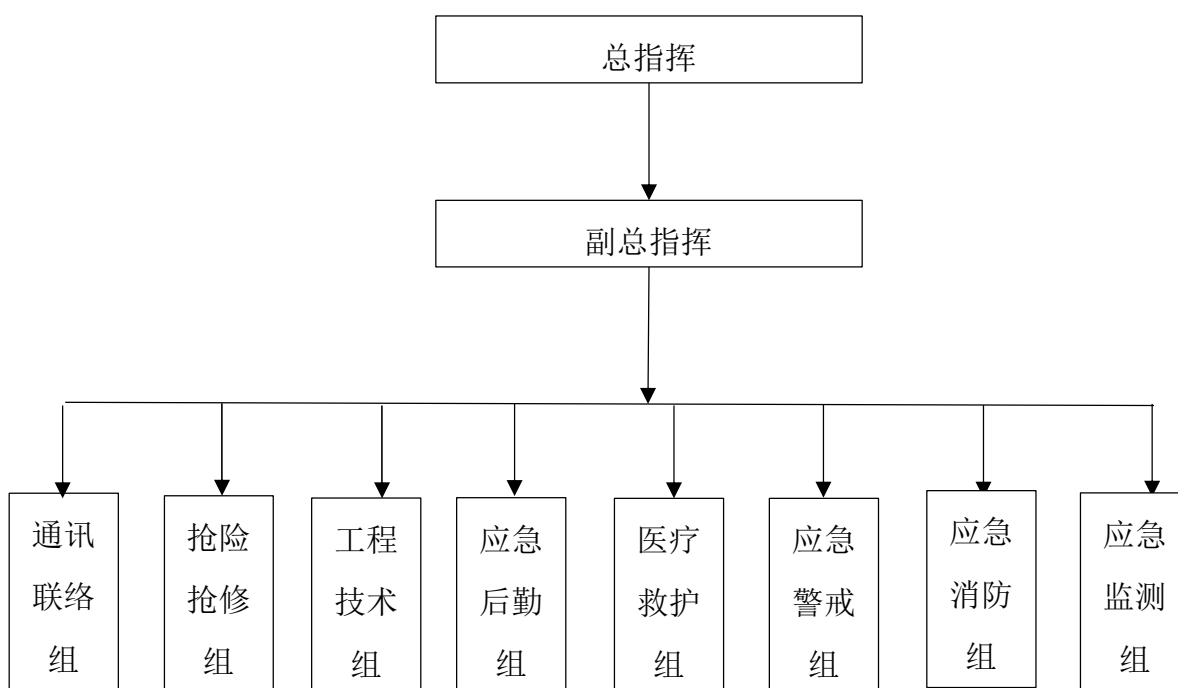 总指挥
副总指挥
通讯
联络
组
抢险
抢修
组
工程
技术
组
应急
后勤
组
医疗
救护
组
应急
警戒
组
应急
消防
组
应急
监测
组